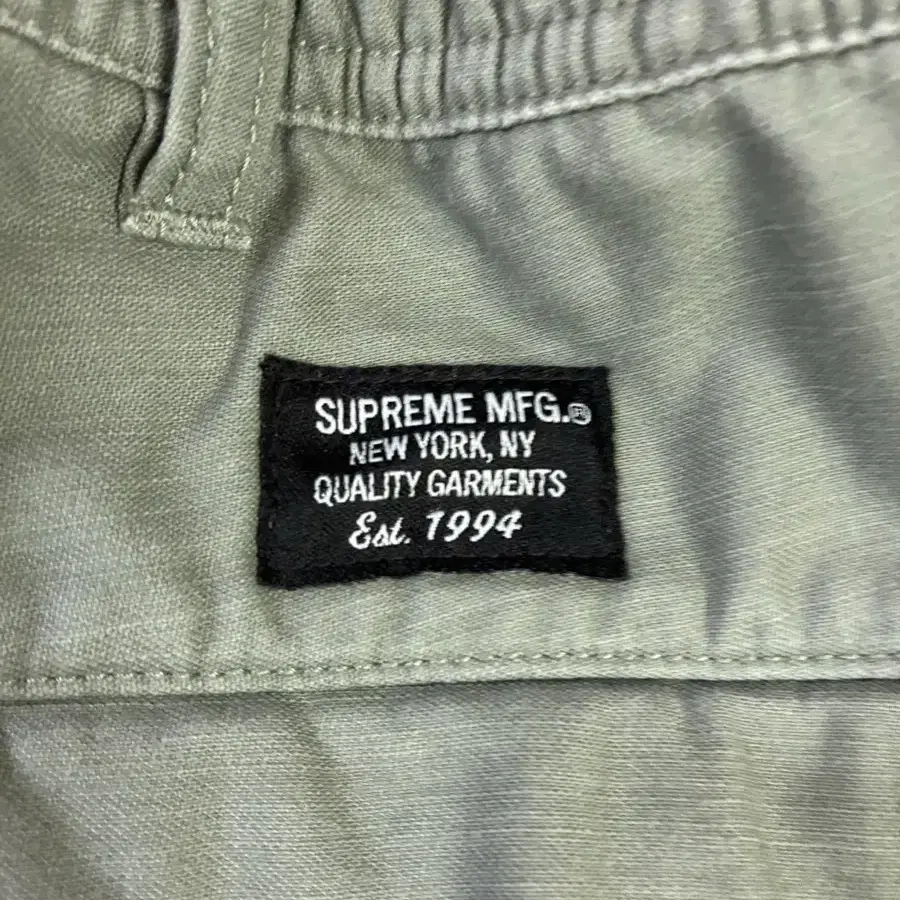 SUPREME MFG.®
NEW YORK, NY
QUALITY GARMENTS
Est. 1994